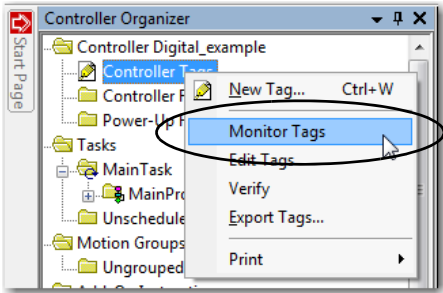 Controller Organizer
Start Page
Controller Digital_example
Controller Tags
Controller F
Power-Up
Tasks
MainTask
MainPro
Unschedule
Motion Groups
Ungrouped
New Tag... Ctrl+W
Monitor Tags
Edit Tags
Verify
Export Tags...
Print